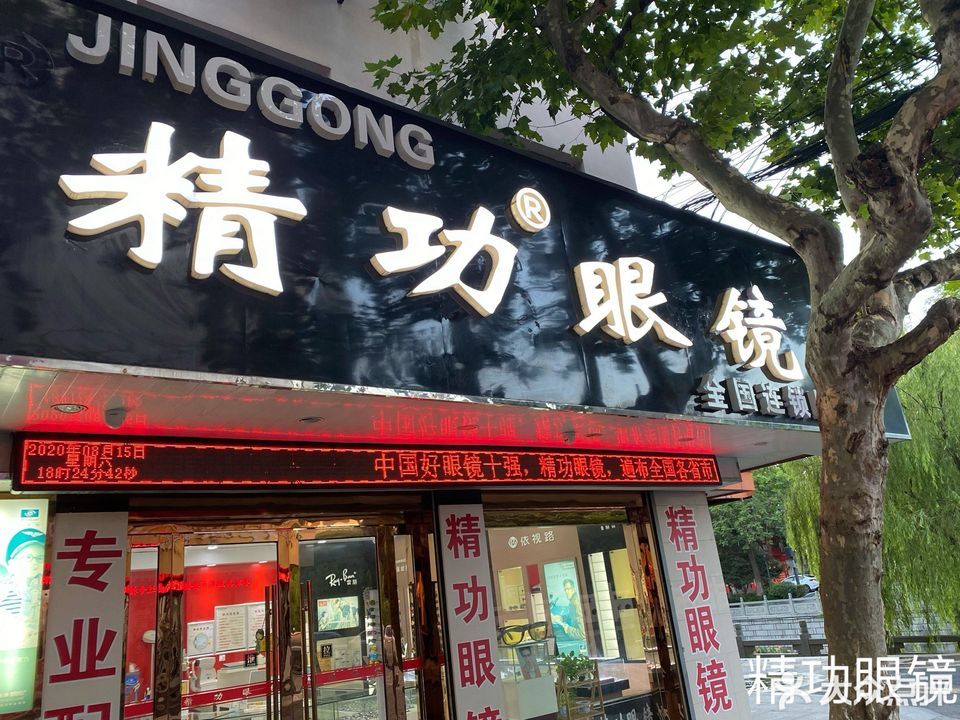 JINGGONG
精功®眼镜
全国连锁
2020年08月15日
星期六
18时24分42秒
中国好眼镜十强，精功眼镜，遍布全国各省市
专业配
精功眼镜
精功眼镜
Ray-Ban
雷朋
依视路
精功眼镜